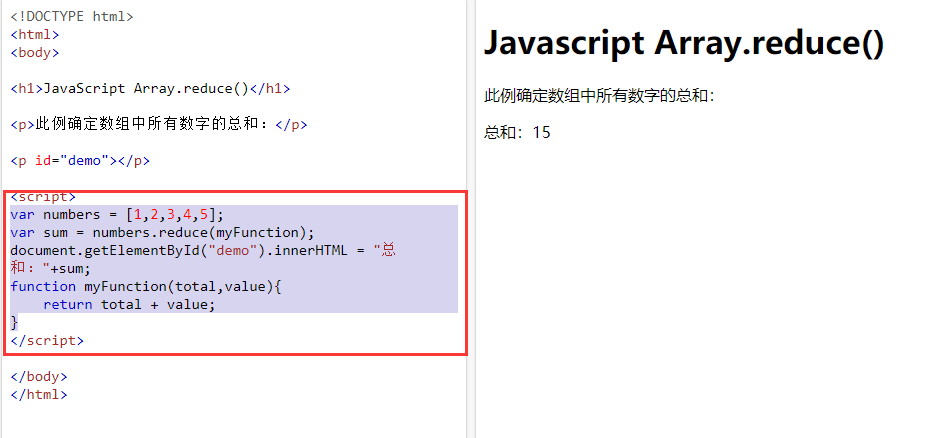 <!DOCTYPE html>
<html>
<body>
<h1>JavaScript Array.reduce()</h1>
<p>此例确定数组中所有数字的总和：</p>
<p id="demo"></p>
<script>
var numbers = [1,2,3,4,5];
var sum = numbers.reduce(myFunction);
document.getElementById("demo").innerHTML = "总
和："+sum;
function myFunction(total,value){
    return total + value;
}
</script>
</body>
</html>
Javascript Array.reduce()
此例确定数组中所有数字的总和：
总和：15